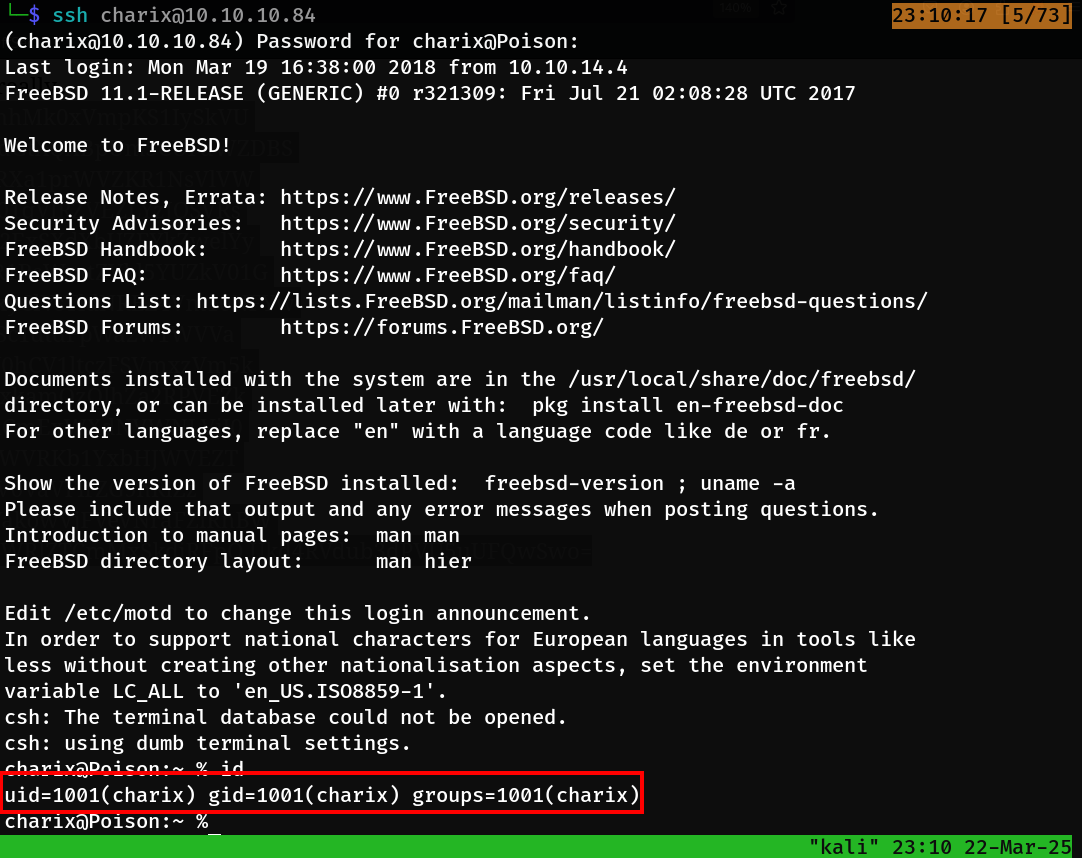 └─$ ssh charix@10.10.10.84 23:10:17 [5/73]
(charix@10.10.10.84) Password for charix@Poison:
Last login: Mon Mar 19 16:38:00 2018 from 10.10.14.4
FreeBSD 11.1-RELEASE (GENERIC) #0 r321309: Fri Jul 21 02:08:28 UTC 2017
Welcome to FreeBSD!
Release Notes, Errata: https://www.FreeBSD.org/releases/
Security Advisories:   https://www.FreeBSD.org/security/
FreeBSD Handbook:      https://www.FreeBSD.org/handbook/
FreeBSD FAQ:           https://www.FreeBSD.org/faq/
Questions List: https://lists.FreeBSD.org/mailman/listinfo/freebsd-questions/
FreeBSD Forums:        https://forums.FreeBSD.org/
Documents installed with the system are in the /usr/local/share/doc/freebsd/
directory, or can be installed later with:  pkg install en-freebsd-doc
For other languages, replace "en" with a language code like de or fr.
Show the version of FreeBSD installed:  freebsd-version ; uname -a
Please include that output and any error messages when posting questions.
Introduction to manual pages:  man man
FreeBSD directory layout:      man hier
Edit /etc/motd to change this login announcement.
In order to support national characters for European languages in tools like
less without creating other nationalisation aspects, set the environment
variable LC_ALL to 'en_US.ISO8859-1'.
csh: The terminal database could not be opened.
csh: using dumb terminal settings.
charix@Poison:~ % id
uid=1001(charix) gid=1001(charix) groups=1001(charix)
charix@Poison:~ %
"kali" 23:10 22-Mar-25